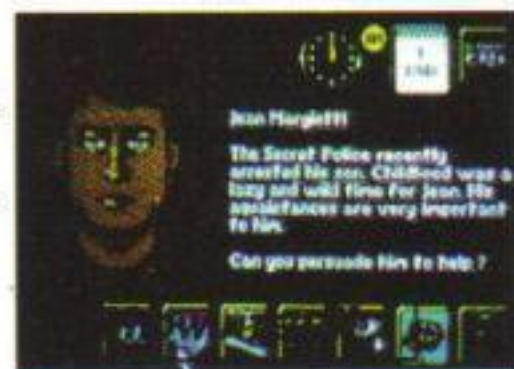 Jean Margletti
The Secret Police recently
arrested his son. Childhood was a
lazy and wild time for Jean. His
acquaintances are very important
to him.
Can you persuade him to help ?